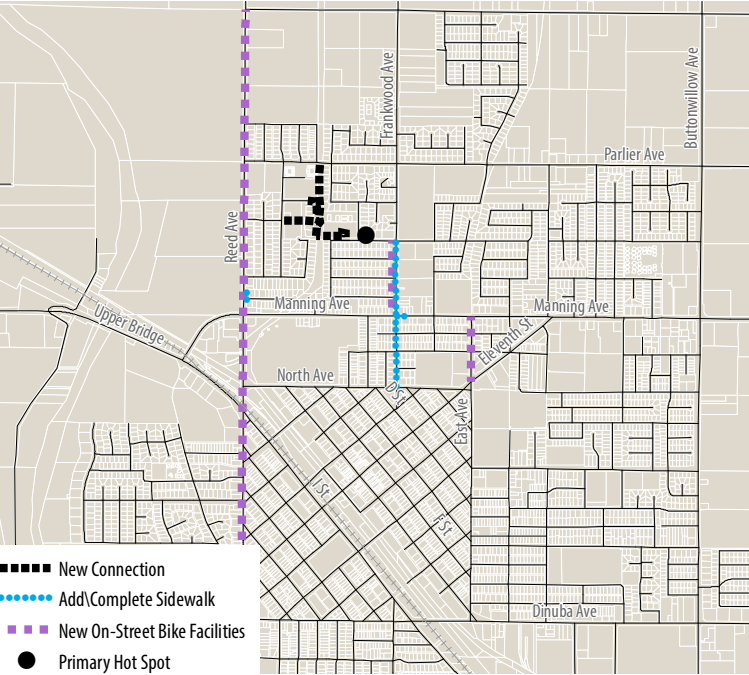 Frankwood Ave
Buttonwillow Ave
Parlier Ave
Reed Ave
Manning Ave
Manning Ave
Upper Bridge
Eleventh St
North Ave
D St
East Ave
I St
F St
Dinuba Ave
New Connection
Add\Complete Sidewalk
New On-Street Bike Facilities
Primary Hot Spot